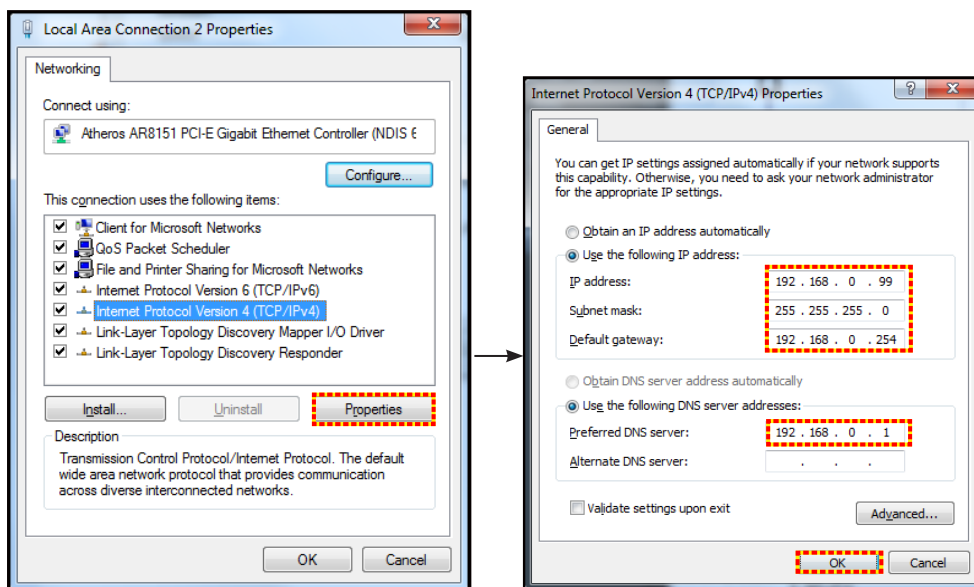 Local Area Connection 2 Properties
Networking
Connect using:
Atheros AR8151 PCI-E Gigabit Ethernet Controller (NDIS 6
Configure...
This connection uses the following items:
Client for Microsoft Networks
QoS Packet Scheduler
File and Printer Sharing for Microsoft Networks
Internet Protocol Version 6 (TCP/IPv6)
Internet Protocol Version 4 (TCP/IPv4)
Link-Layer Topology Discovery Mapper I/O Driver
Link-Layer Topology Discovery Responder
Install...
Uninstall
Properties
Description
Transmission Control Protocol/Internet Protocol. The default
wide area network protocol that provides communication
across diverse interconnected networks.
OK
Cancel
Internet Protocol Version 4 (TCP/IPv4) Properties
General
You can get IP settings assigned automatically if your network supports
this capability. Otherwise, you need to ask your network administrator
for the appropriate IP settings.
Obtain an IP address automatically
Use the following IP address:
IP address: 192 . 168 . 0 . 99
Subnet mask: 255 . 255 . 255 . 0
Default gateway: 192 . 168 . 0 . 254
Obtain DNS server address automatically
Use the following DNS server addresses:
Preferred DNS server: 192 . 168 . 0 . 1
Alternate DNS server: . . .
Validate settings upon exit
Advanced...
OK
Cancel